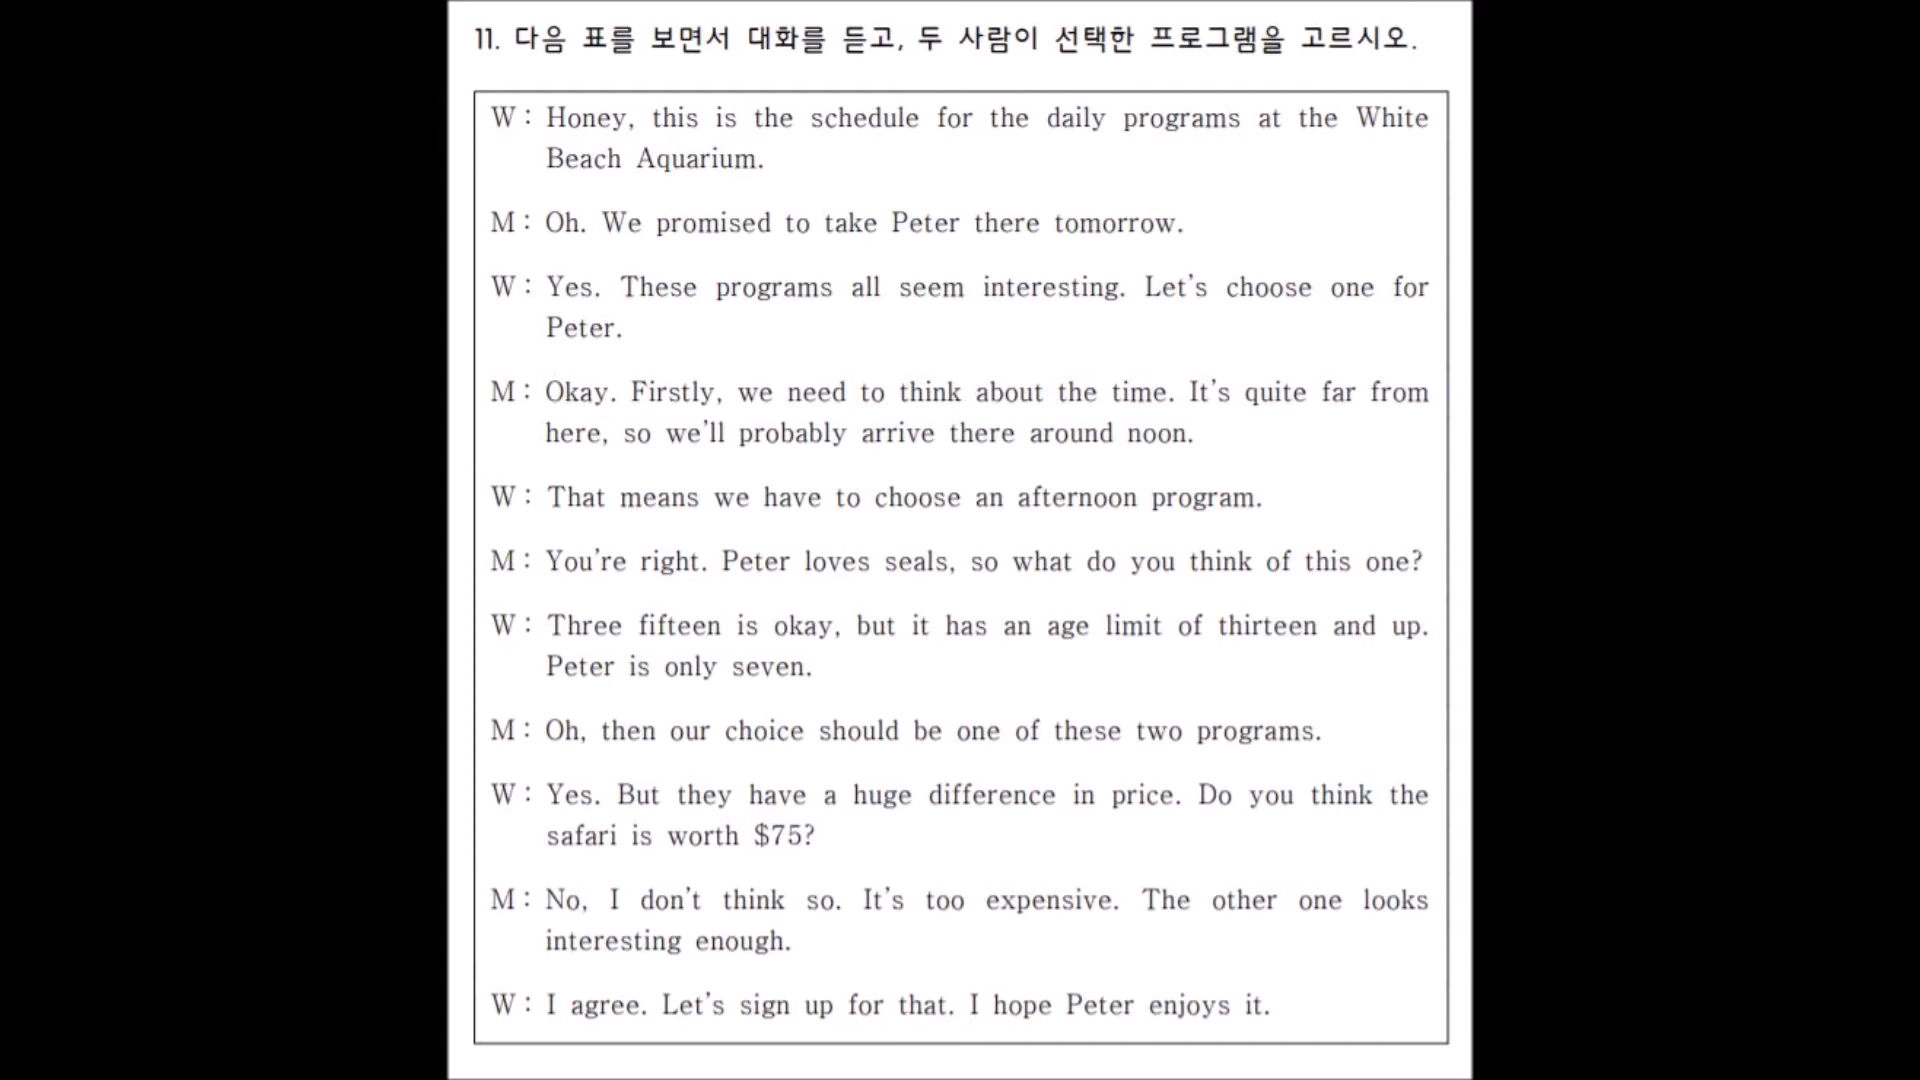 11. 다음 표를 보면서 대화를 듣고, 두 사람이 선택한 프로그램을 고르시오.
W : Honey, this is the schedule for the daily programs at the White
Beach Aquarium.
M : Oh. We promised to take Peter there tomorrow.
W : Yes. These programs all seem interesting. Let's choose one for
Peter.
M : Okay. Firstly, we need to think about the time. It's quite far from
here, so we'll probably arrive there around noon.
W : That means we have to choose an afternoon program.
M : You're right. Peter loves seals, so what do you think of this one?
W : Three fifteen is okay, but it has an age limit of thirteen and up.
Peter is only seven.
M : Oh, then our choice should be one of these two programs.
W : Yes. But they have a huge difference in price. Do you think the
safari is worth $75?
M : No, I don't think so. It's too expensive. The other one looks
interesting enough.
W : I agree. Let's sign up for that. I hope Peter enjoys it.